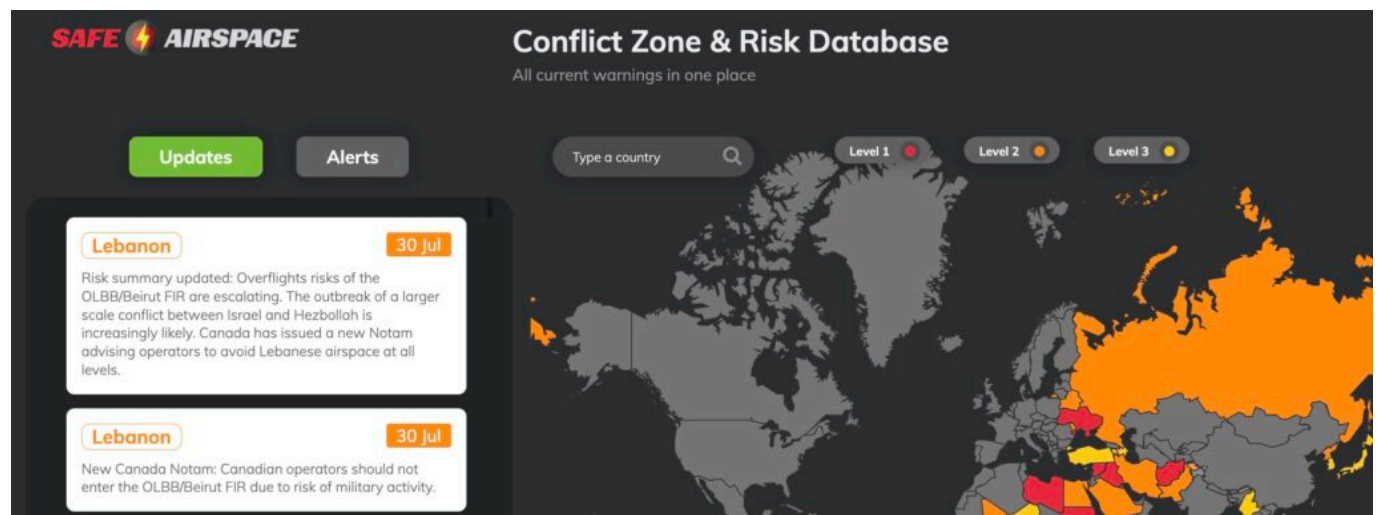 SAFE AIRSPACE
Conflict Zone & Risk Database
All current warnings in one place
Updates
Alerts
Type a country
Level 1
Level 2
Level 3
Lebanon
30 Jul
Risk summary updated: Overflights risks of the
OLBB/Beirut FIR are escalating. The outbreak of a larger
scale conflict between Israel and Hezbollah is
increasingly likely. Canada has issued a new Notam
advising operators to avoid Lebanese airspace at all
levels.
Lebanon
30 Jul
New Canada Notam: Canadian operators should not
enter the OLBB/Beirut FIR due to risk of military activity.